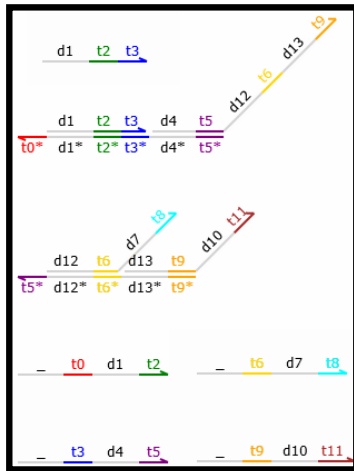 d1 t2 t3
t9
d13
t6
d12
d1 t2 t3 d4 t5
t0* d1* t2* t3* d4* t5*
t8 t11
d7 d10
d12 t6 d13 t9
t5* d12* t6* d13* t9*
_ t0 d1 t2 _ t6 d7 t8
_ t3 d4 t5 _ t9 d10 t11